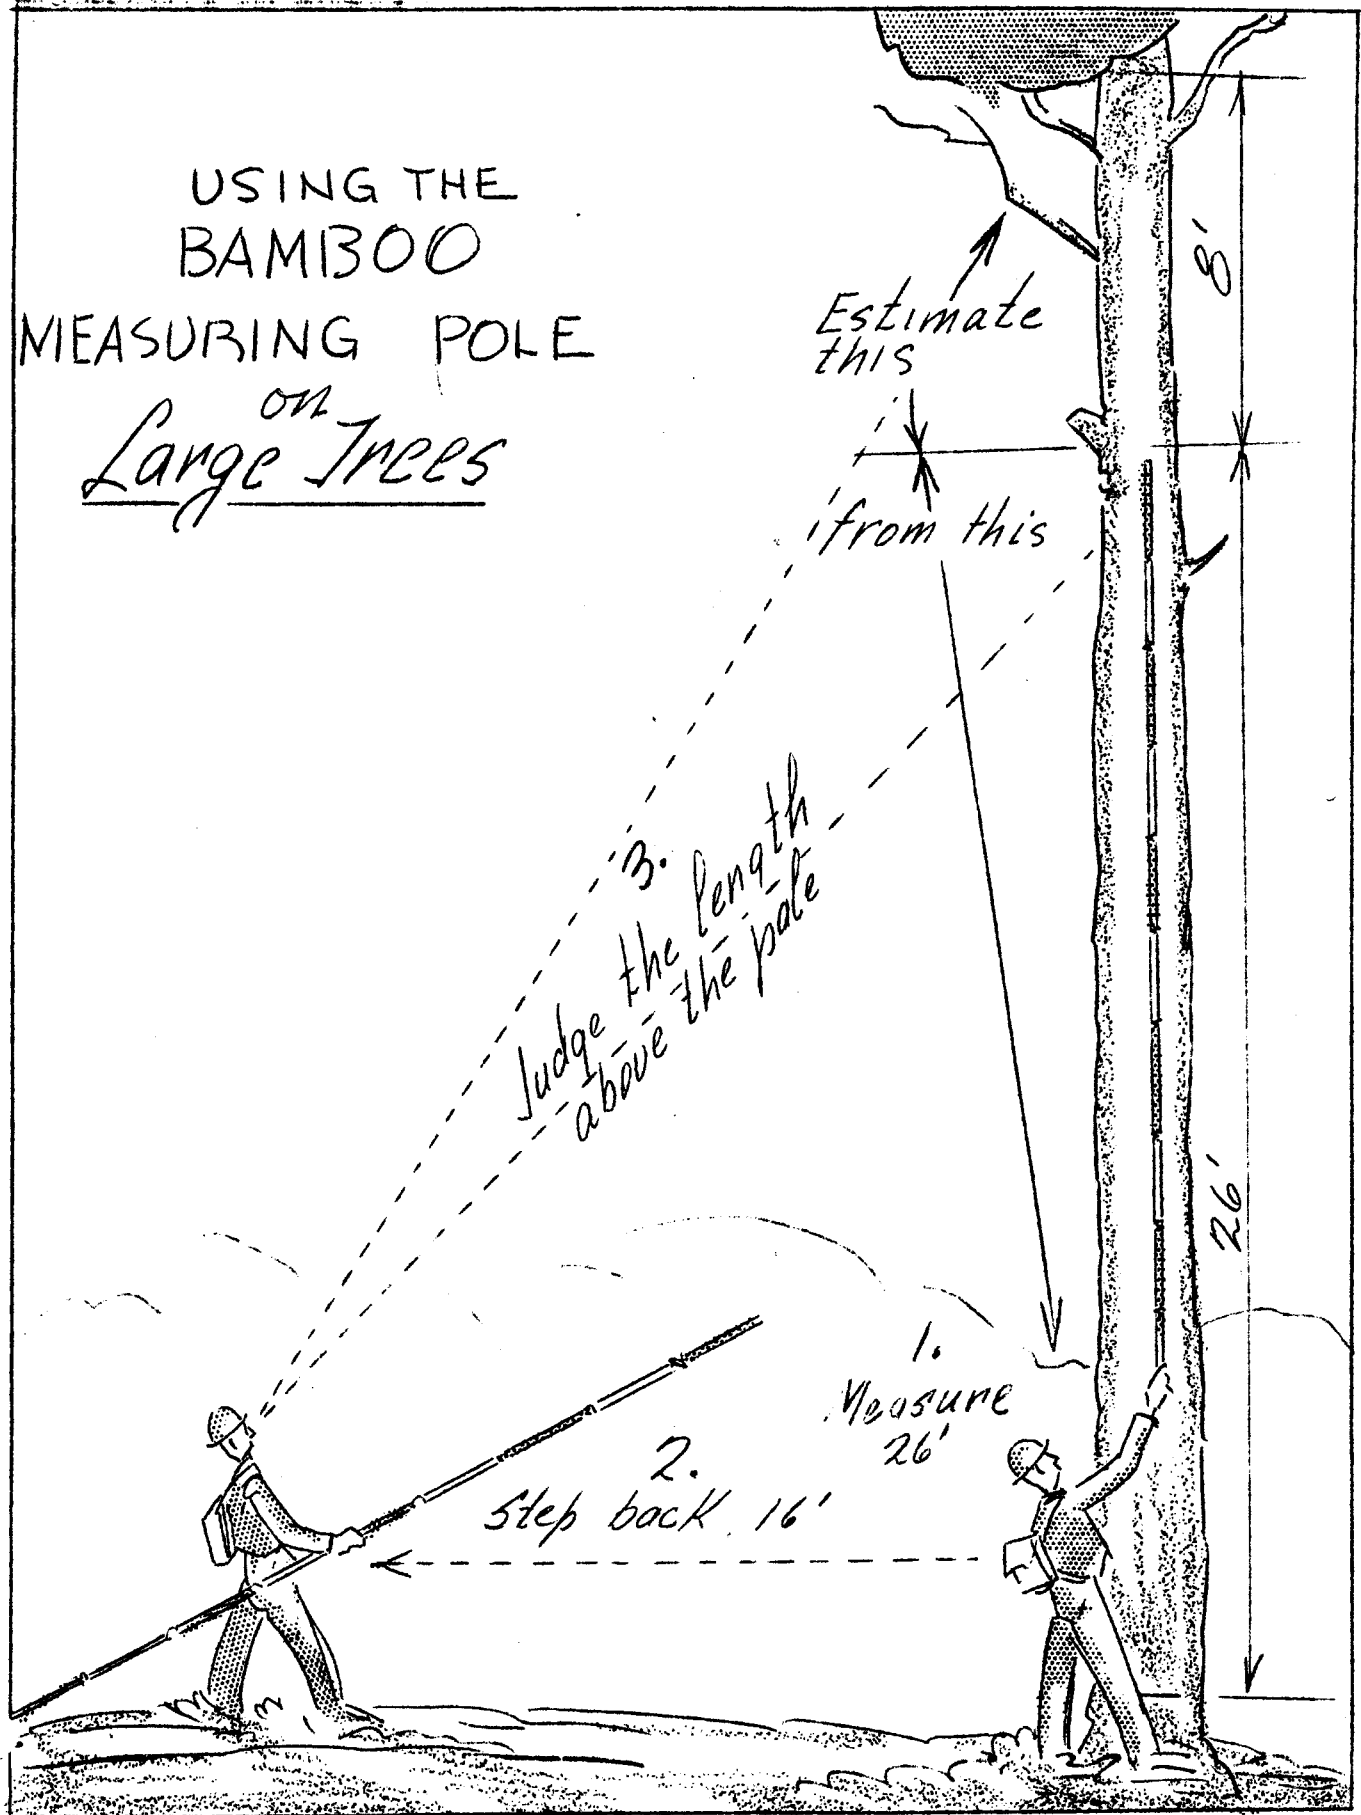 USING THE
BAMBOO
MEASURING POLE
on
Large Trees
8'
Estimate
this
from this
3.
Judge the length
above the pole
26'
1.
Measure
26'
2.
Step back 16'